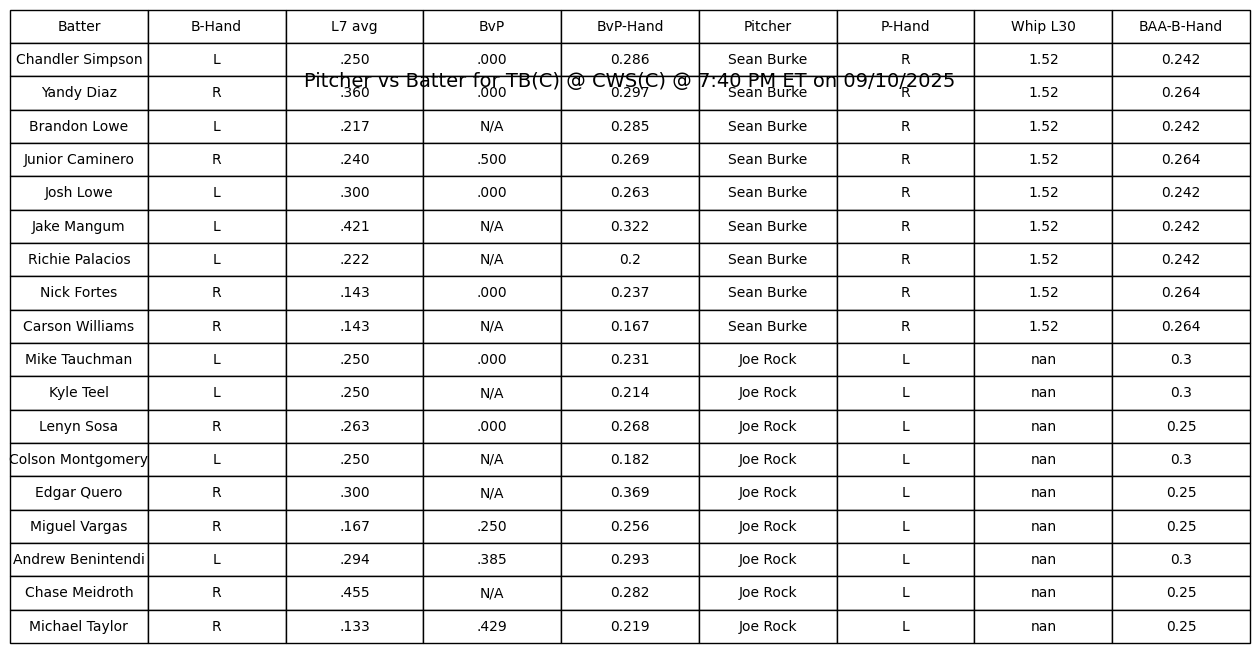 Batter B-Hand L7 avg BvP BvP-Hand Pitcher P-Hand Whip L30 BAA-B-Hand
Chandler Simpson L .250 .000 0.286 Sean Burke R 1.52 0.242
Pitcher vs Batter for TB(C) @ CWS(C) @ 7:40 PM ET on 09/10/2025
Yandy Diaz R .360 .000 0.297 Sean Burke R 1.52 0.264
Brandon Lowe L .217 N/A 0.285 Sean Burke R 1.52 0.242
Junior Caminero R .240 .500 0.269 Sean Burke R 1.52 0.264
Josh Lowe L .300 .000 0.263 Sean Burke R 1.52 0.242
Jake Mangum L .421 N/A 0.322 Sean Burke R 1.52 0.242
Richie Palacios L .222 N/A 0.2 Sean Burke R 1.52 0.242
Nick Fortes R .143 .000 0.237 Sean Burke R 1.52 0.264
Carson Williams R .143 N/A 0.167 Sean Burke R 1.52 0.264
Mike Tauchman L .250 .000 0.231 Joe Rock L nan 0.3
Kyle Teel L .250 N/A 0.214 Joe Rock L nan 0.3
Lenyn Sosa R .263 .000 0.268 Joe Rock L nan 0.25
Colson Montgomery L .250 N/A 0.182 Joe Rock L nan 0.3
Edgar Quero R .300 N/A 0.369 Joe Rock L nan 0.25
Miguel Vargas R .167 .250 0.256 Joe Rock L nan 0.25
Andrew Benintendi L .294 .385 0.293 Joe Rock L nan 0.3
Chase Meidroth R .455 N/A 0.282 Joe Rock L nan 0.25
Michael Taylor R .133 .429 0.219 Joe Rock L nan 0.25